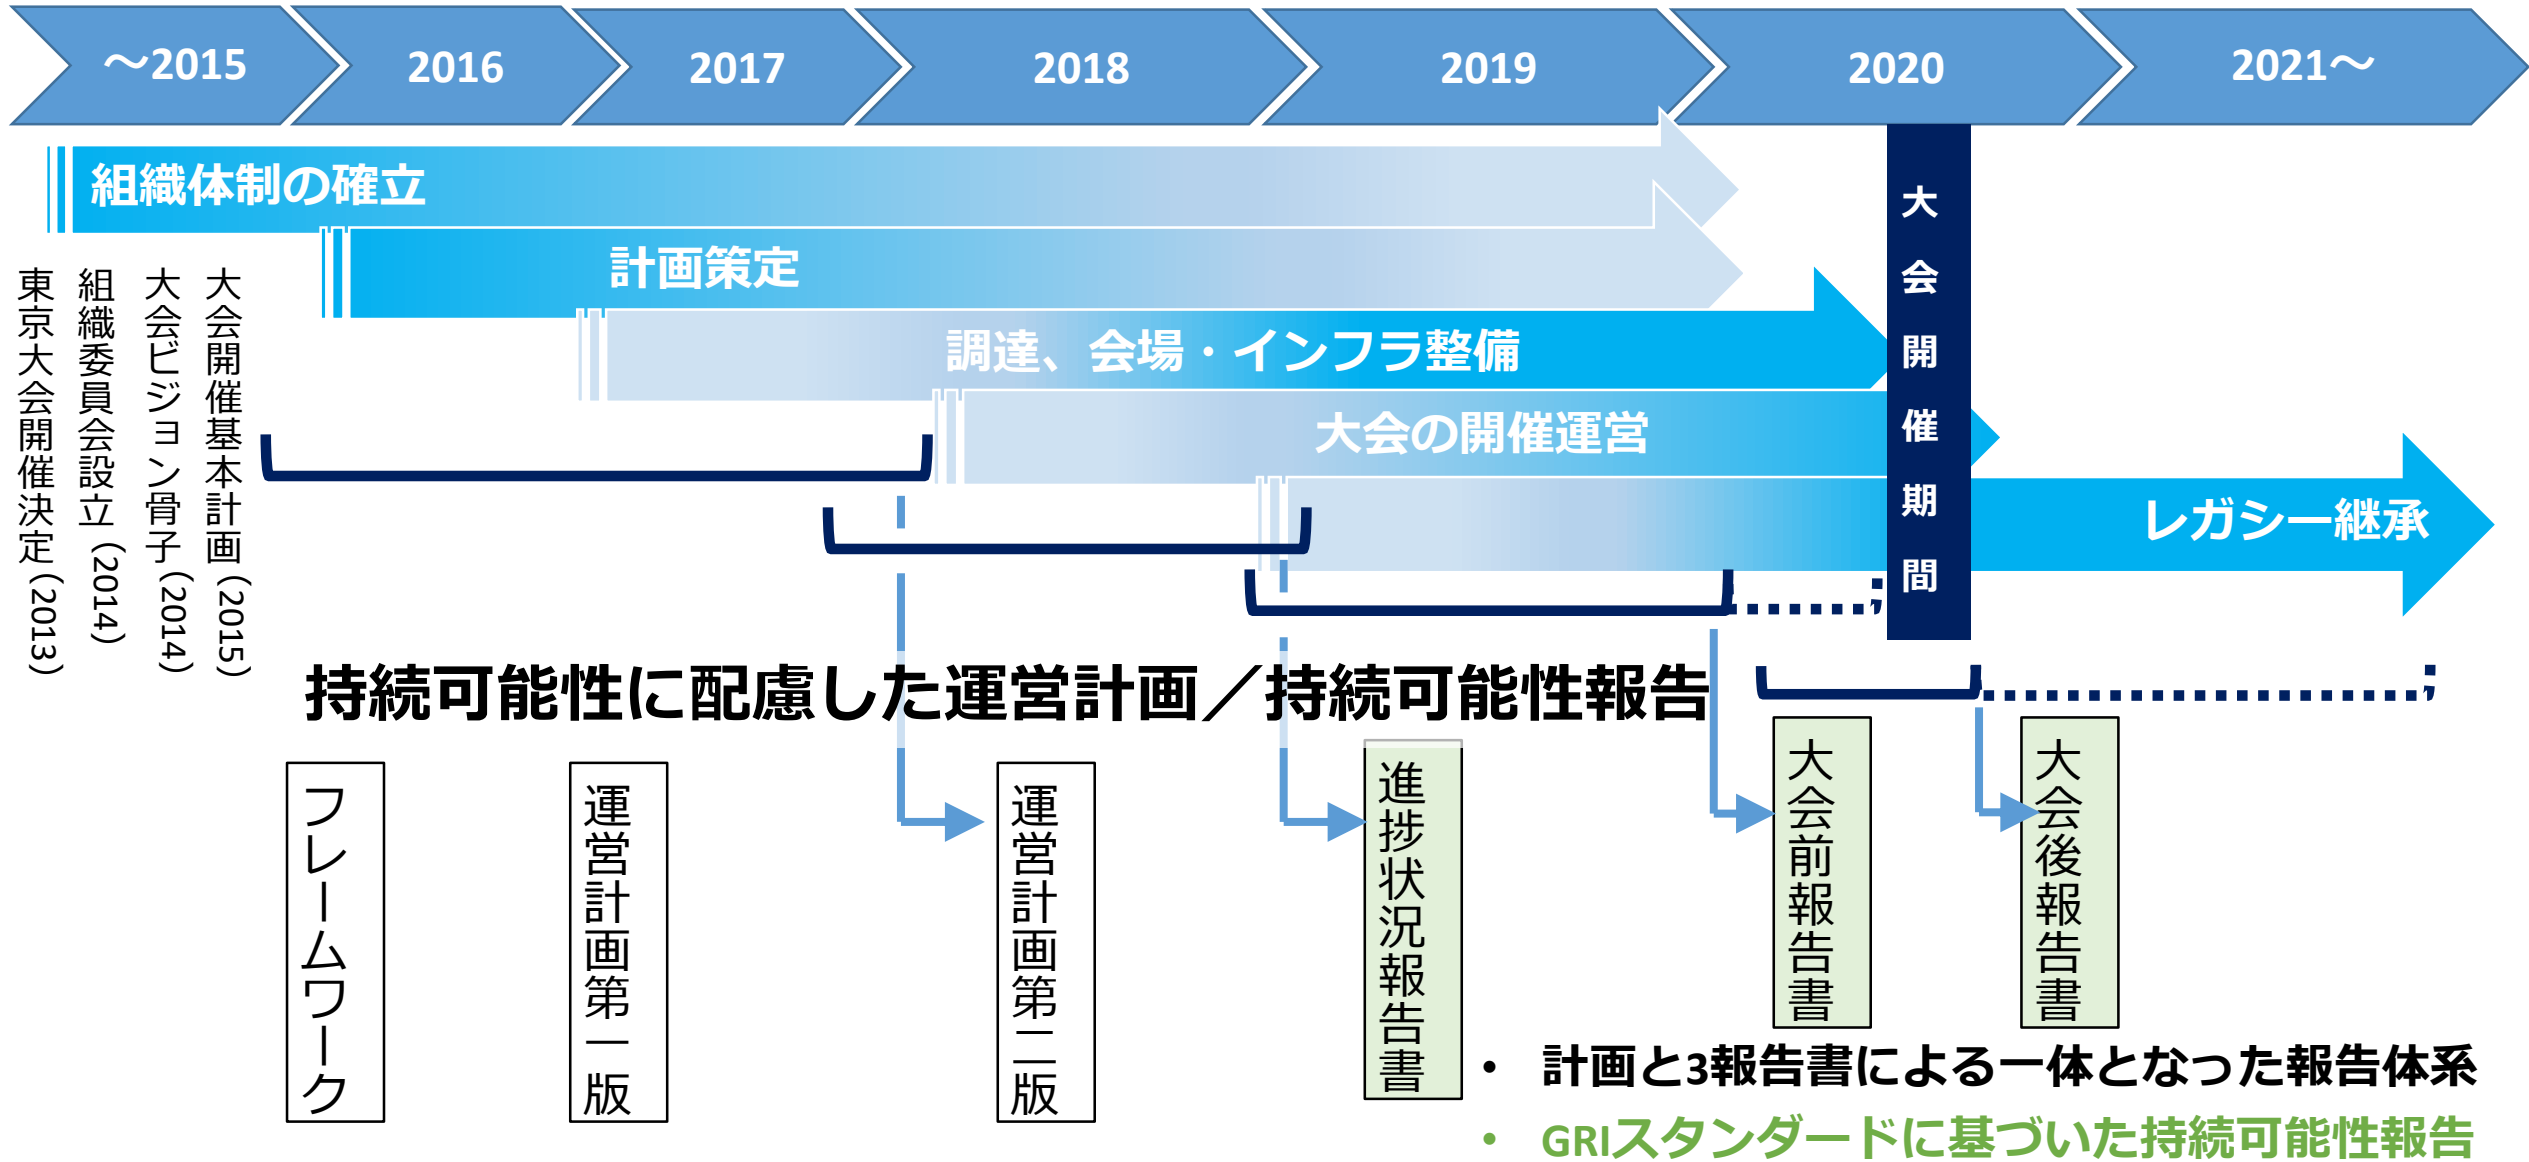 ～2015
2016
2017
2018
2019
2020
2021～
組織体制の確立
計画策定
調達、会場・インフラ整備
大会の開催運営
レガシー継承
大会開催期間
東京大会開催決定(2013)
組織委員会設立(2014)
大会ビジョン骨子(2014)
大会開催基本計画(2015)
持続可能性に配慮した運営計画／持続可能性報告
フレームワーク
運営計画第一版
運営計画第二版
進捗状況報告書
大会前報告書
大会後報告書
• 計画と3報告書による一体となった報告体系
• GRIスタンダードに基づいた持続可能性報告